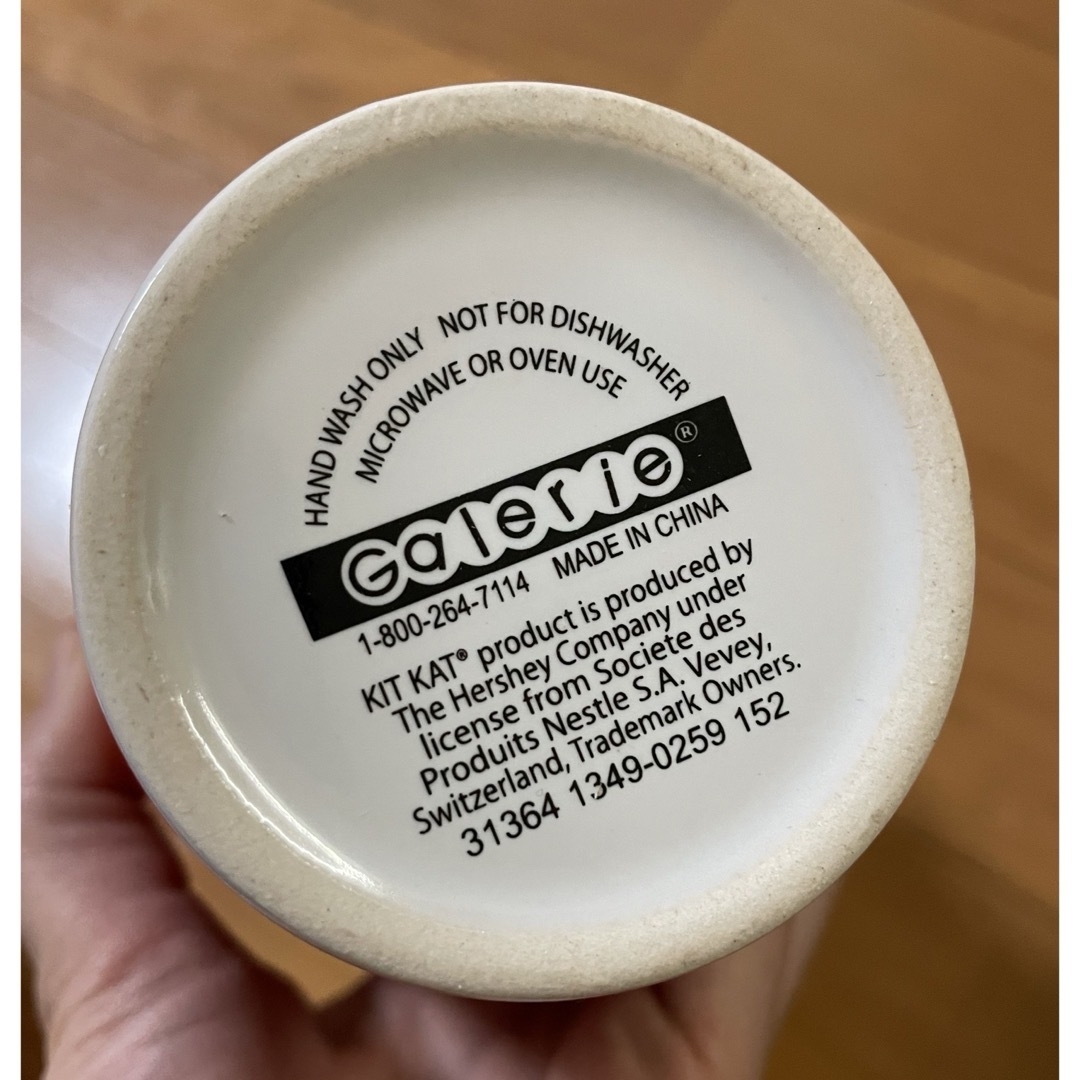 HAND WASH ONLY NOT FOR DISHWASHER
MICROWAVE OR OVEN USE
Galerie®
1-800-264-7114 MADE IN CHINA
KIT KAT® product is produced by
The Hershey Company under
license from Societe des
Produits Nestle S.A. Vevey,
Switzerland, Trademark Owners.
31364 1349-0259 152